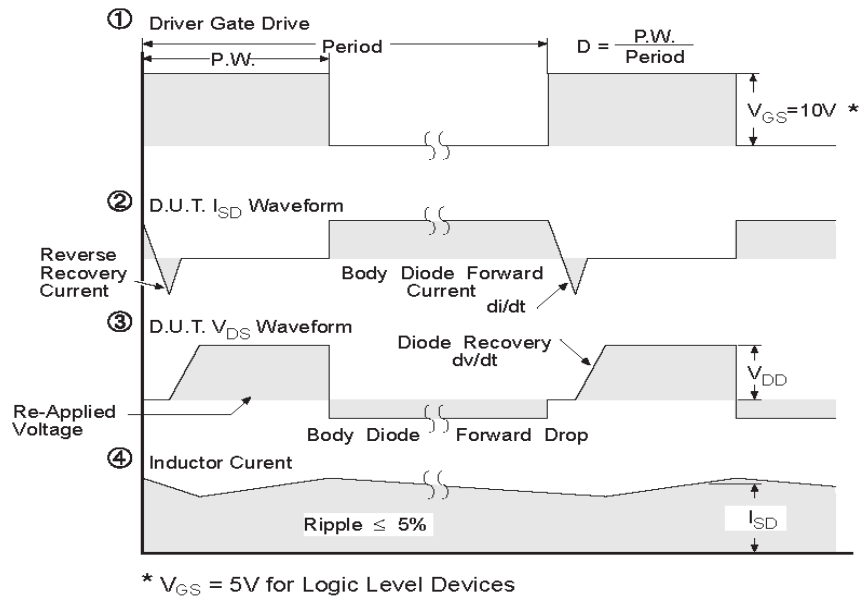 ① Driver Gate Drive
Period
P.W.
D = P.W. / Period
V_GS=10V *
② D.U.T. I_SD Waveform
Reverse
Recovery
Current
Body Diode Forward
Current
di/dt
③ D.U.T. V_DS Waveform
Diode Recovery
dv/dt
V_DD
Re-Applied
Voltage
Body Diode Forward Drop
④ Inductor Curent
Ripple ≤ 5%
I_SD
* V_GS = 5V for Logic Level Devices